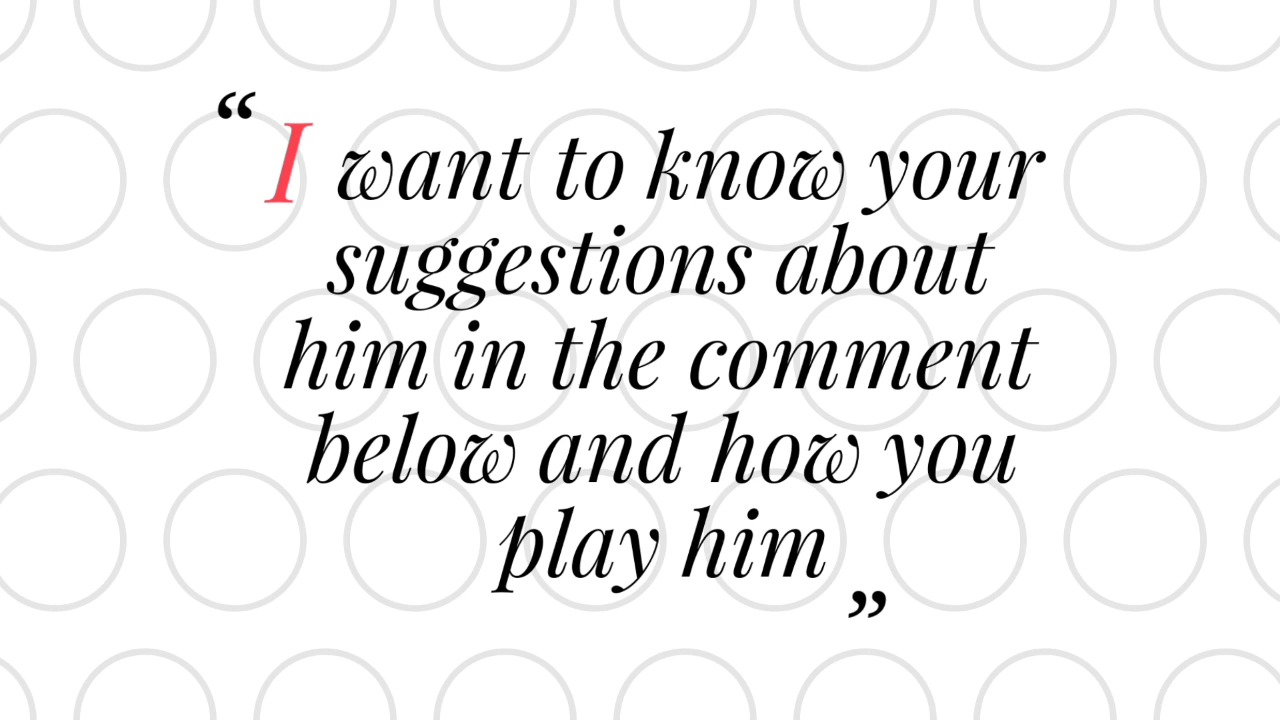 “ I want to know your
suggestions about
him in the comment
below and how you
play him ”